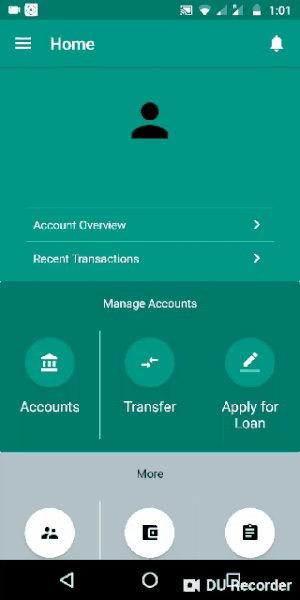 1:01
Home
Account Overview
Recent Transactions
Manage Accounts
Accounts
Transfer
Apply for
Loan
More
DU Recorder